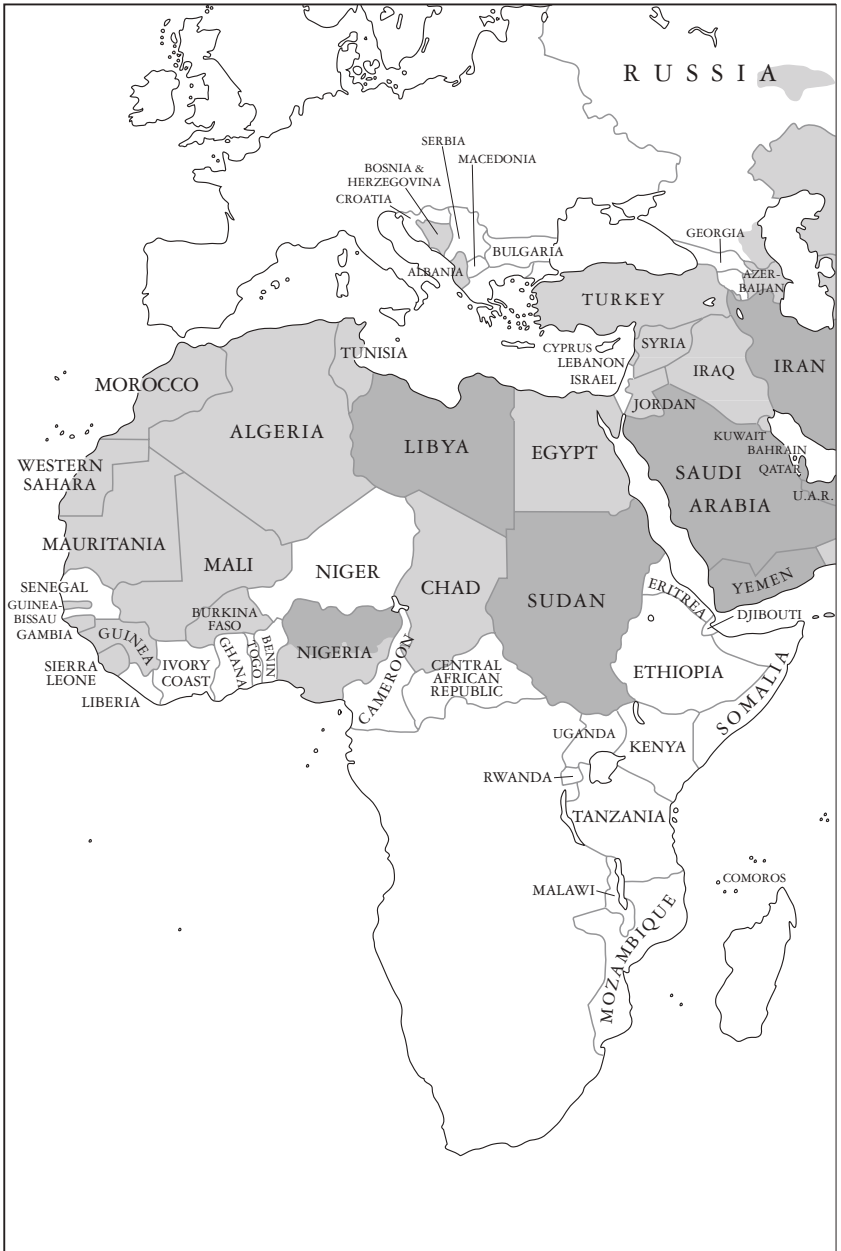 RUSSIA
SERBIA
MACEDONIA
BOSNIA &
HERZEGOVINA
CROATIA
GEORGIA
BULGARIA
ALBANIA
AZER-
BAIJAN
TURKEY
TUNISIA
CYPRUS
SYRIA
LEBANON
IRAN
IRAQ
ISRAEL
MOROCCO
JORDAN
ALGERIA
KUWAIT
LIBYA
EGYPT
BAHRAIN
WESTERN
SAHARA
SAUDI
ARABIA
QATAR
U.A.R.
MAURITANIA
MALI
NIGER
CHAD
SUDAN
YEMEN
SENEGAL
ERITREA
GUINEA-
BISSAU
BURKINA
FASO
DJIBOUTI
GAMBIA
GUINEA
NIGERIA
SIERRA
LEONE
IVORY
COAST
GHANA
TOGO
BENIN
CAMEROON
CENTRAL
AFRICAN
REPUBLIC
ETHIOPIA
SOMALIA
LIBERIA
UGANDA
KENYA
RWANDA
TANZANIA
COMOROS
MALAWI
MOZAMBIQUE